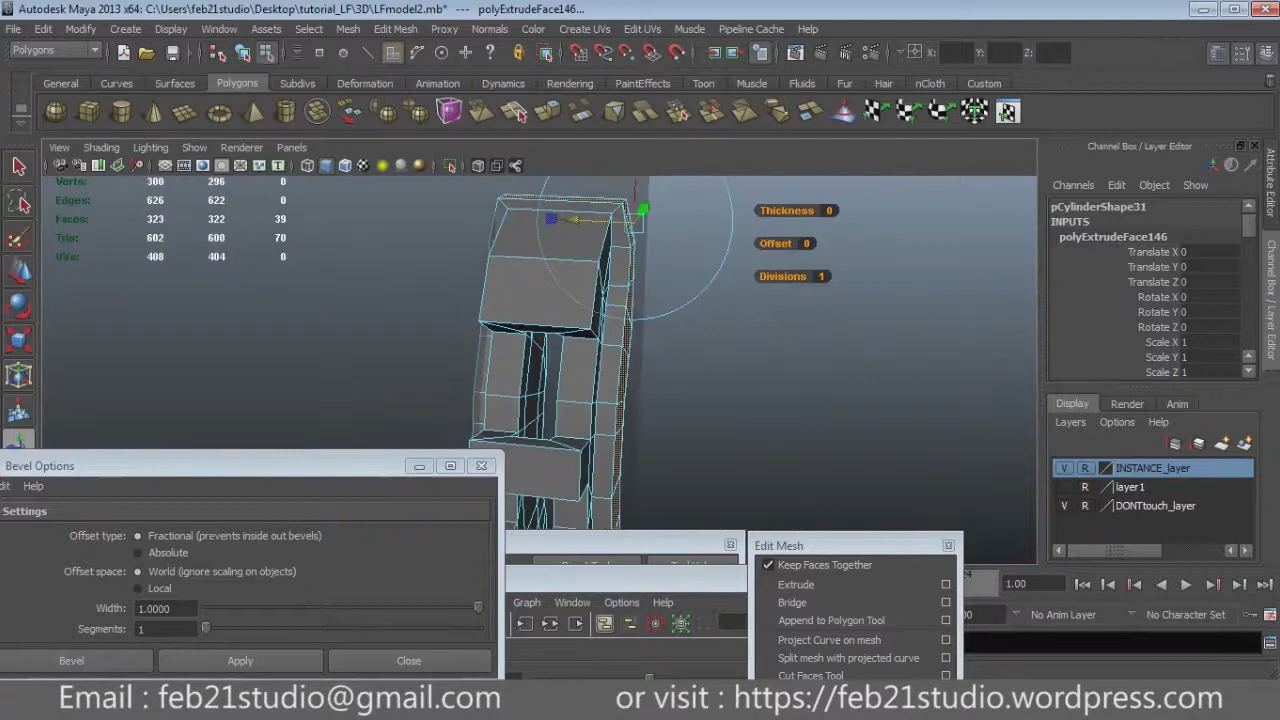 Autodesk Maya 2013 x64: C:\Users\feb21studio\Desktop\tutorial_LF\3D\LFmodel2.mb* --- polyExtrudeFace146...
File Edit Modify Create Display Window Assets Select Mesh Edit Mesh Proxy Normals Color Create UVs Edit UVs Muscle Pipeline Cache Help
Polygons X: Y: Z:
General Curves Surfaces Polygons Subdivs Deformation Animation Dynamics Rendering PaintEffects Toon Muscle Fluids Fur Hair nCloth Custom
View Shading Lighting Show Renderer Panels
Channel Box / Layer Editor
Verts: 300 296 0
Edges: 626 622 0
Faces: 323 322 39
Tris: 602 600 70
UVs: 408 404 0
Thickness 0
Offset 0
Divisions 1
Channels Edit Object Show
pCylinderShape31
INPUTS
polyExtrudeFace146
Translate X 0
Translate Y 0
Translate Z 0
Rotate X 0
Rotate Y 0
Rotate Z 0
Scale X 1
Scale Y 1
Scale Z 1
Attribute Editor
Channel Box / Layer Editor
Display Render Anim
Layers Options Help
V R INSTANCE_layer
R layer1
V R DONTtouch_layer
Bevel Options
dit Help
Settings
Offset type: Fractional (prevents inside out bevels)
Absolute
Offset space: World (ignore scaling on objects)
Local
Width: 1.0000
Segments: 1
Bevel Apply Close
Graph Window Options Help
Edit Mesh
Keep Faces Together
Extrude
Bridge
Append to Polygon Tool
Project Curve on mesh
Split mesh with projected curve
Cut Faces Tool
24 1.00
.00 No Anim Layer No Character Set
Email : feb21studio@gmail.com or visit : https://feb21studio.wordpress.com